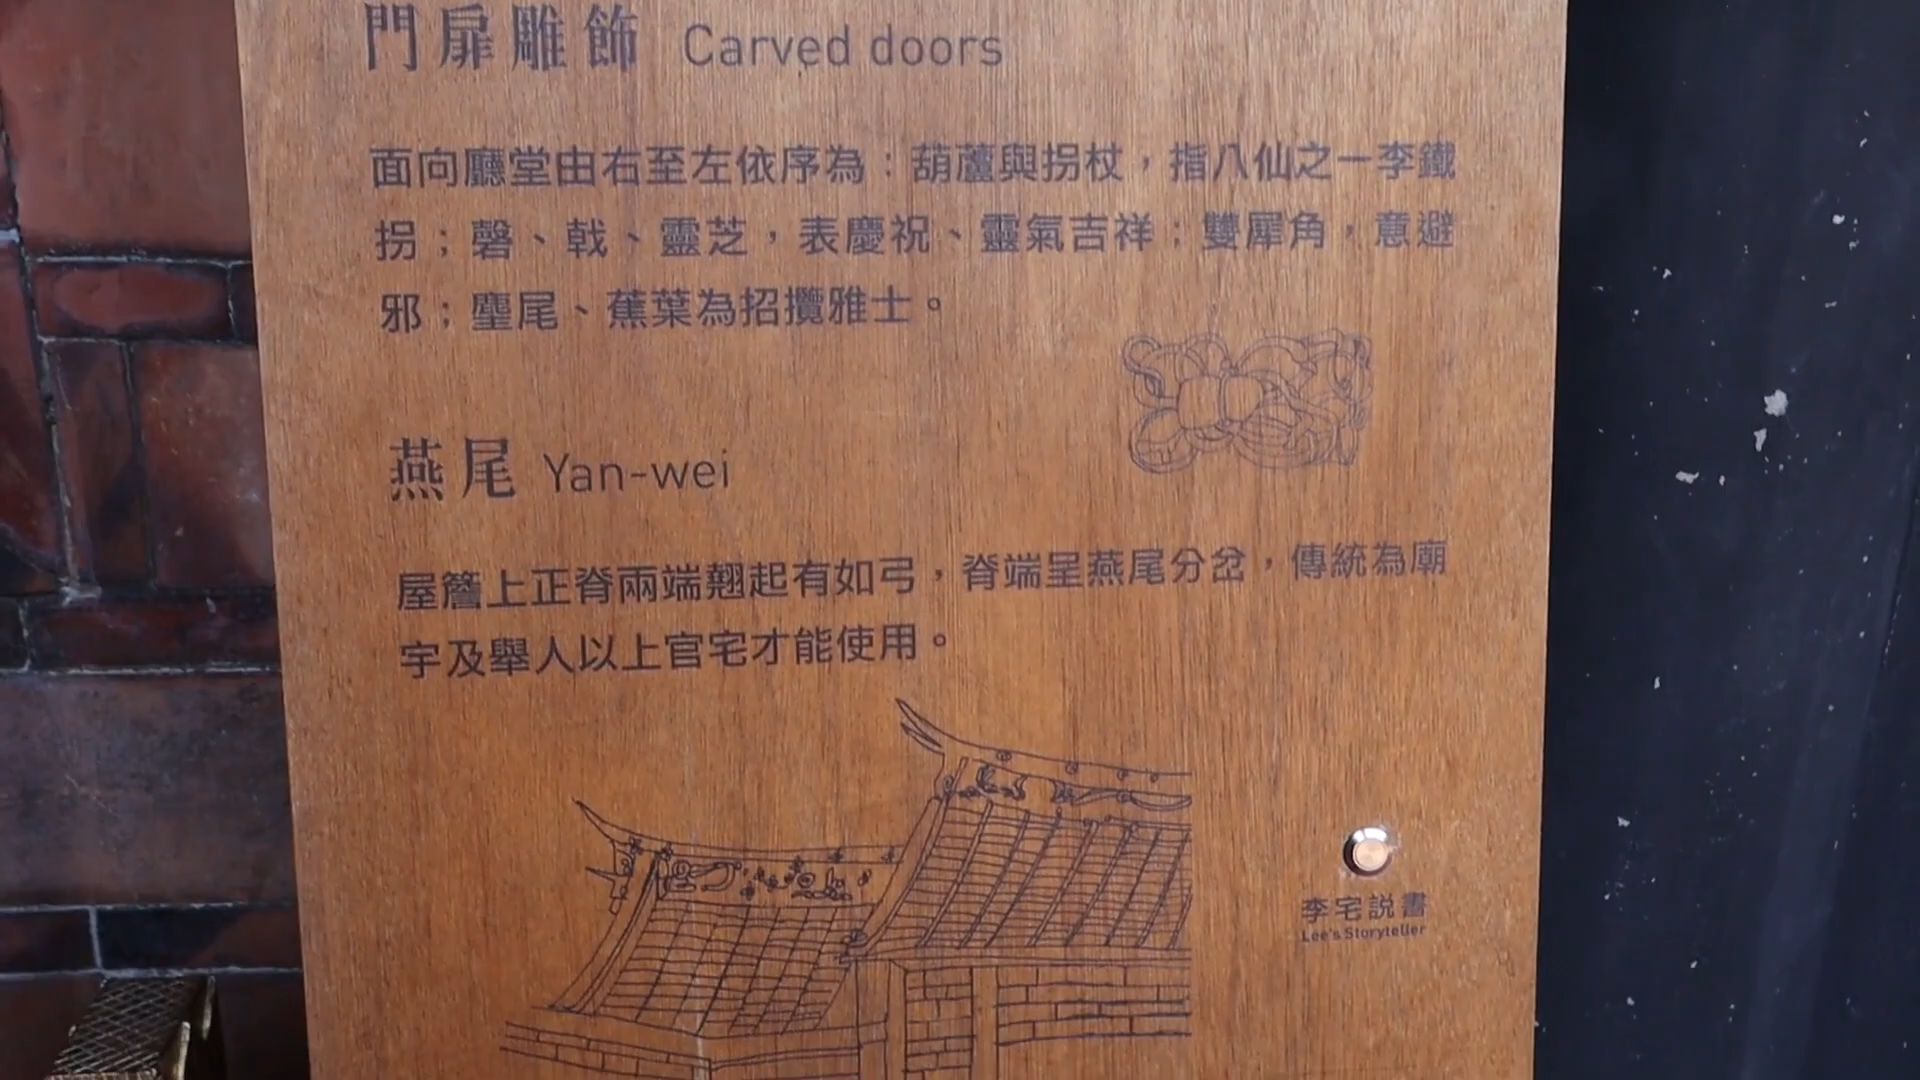 門扉雕飾 Carved doors
面向廳堂由右至左依序為：葫蘆與拐杖，指八仙之一李鐵
拐；磬、戟、靈芝，表慶祝、靈氣吉祥；雙犀角，意避
邪；麈尾、蕉葉為招攬雅士。
燕尾 Yan-wei
屋簷上正脊兩端翹起有如弓，脊端呈燕尾分岔，傳統為廟
宇及舉人以上官宅才能使用。
李宅説書
Lee's Storyteller